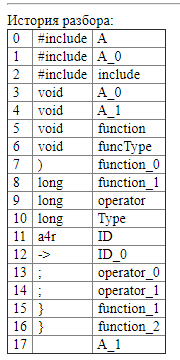 История разбора:
0 #include A
1 #include A_0
2 #include include
3 void A_0
4 void A_1
5 void function
6 void funcType
7 ) function_0
8 long function_1
9 long operator
10 long Type
11 a4r ID
12 -> ID_0
13 ; operator_0
14 ; operator_1
15 } function_1
16 } function_2
17 A_1